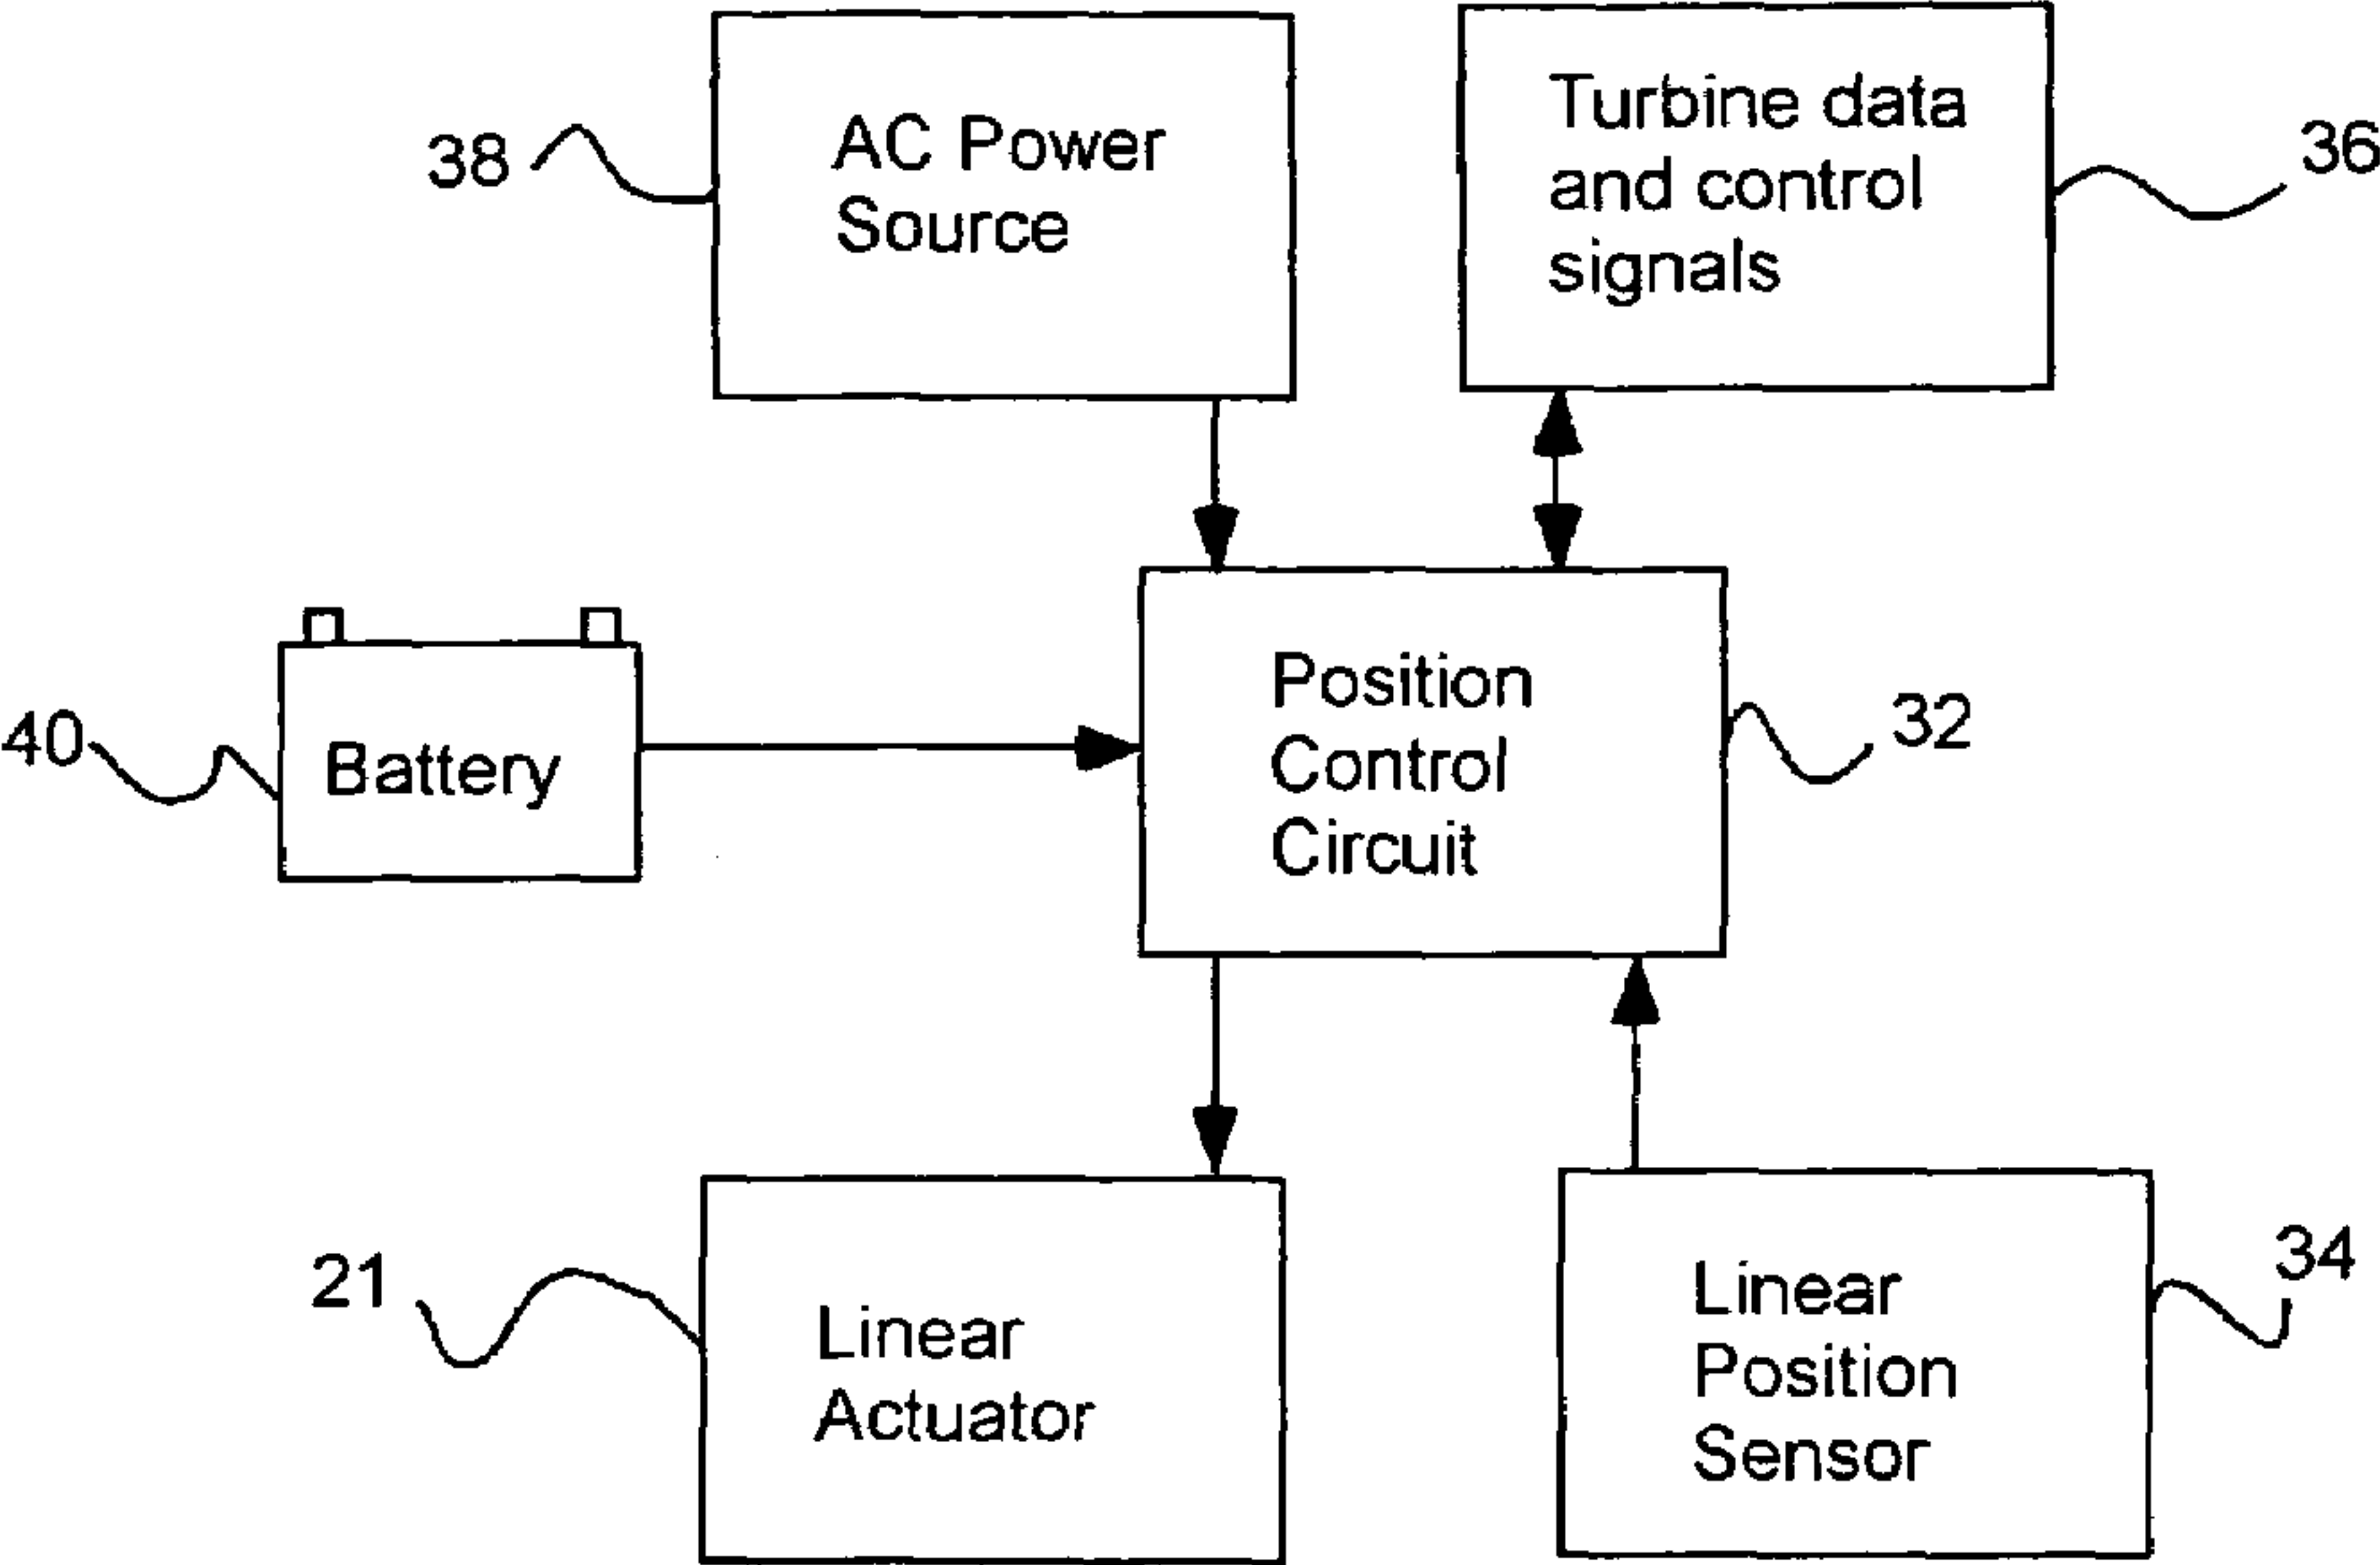 38
AC Power
Source
Turbine data
and control
signals
36
40
Battery
Position
Control
Circuit
32
21
Linear
Actuator
Linear
Position
Sensor
34